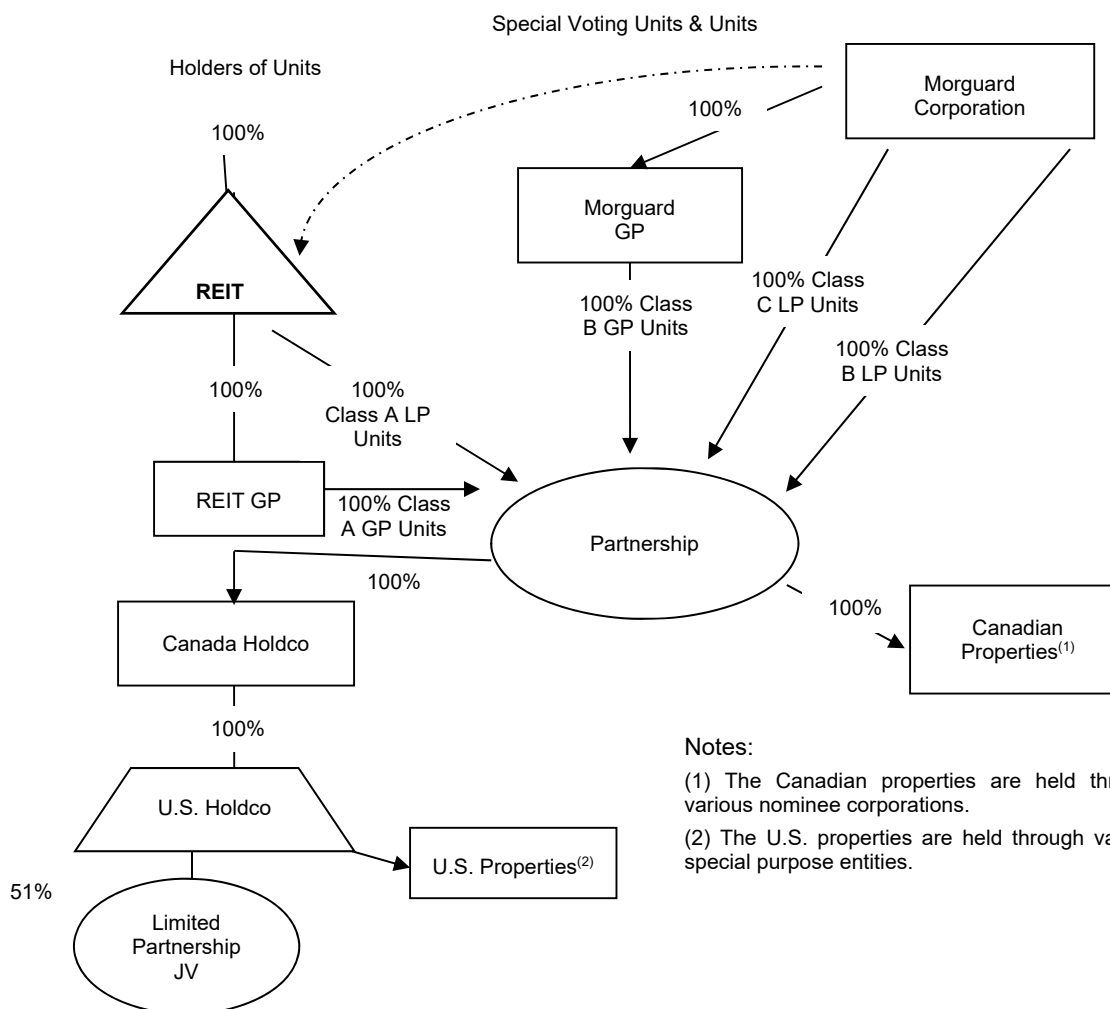 Special Voting Units & Units
Holders of Units
Morguard
Corporation
100%
100%
Morguard
GP
REIT
100% Class
C LP Units
100% Class
B GP Units
100% Class
B LP Units
100%
100%
Class A LP
Units
REIT GP
100% Class
A GP Units
Partnership
100%
100%
Canada Holdco
Canadian
Properties(1)
100%
Notes:
(1) The Canadian properties are held
various nominee corporations.
(2) The U.S. properties are held through
special purpose entities.
U.S. Holdco
U.S. Properties(2)
51%
Limited
Partnership
JV